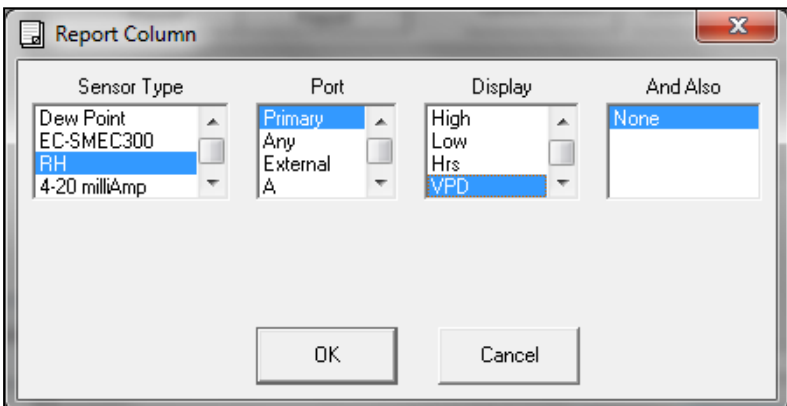 Report Column
Sensor Type Port Display And Also
Dew Point Primary High None
EC-SMEC300 Any Low
RH External Hrs
4-20 milliAmp A VPD
OK Cancel